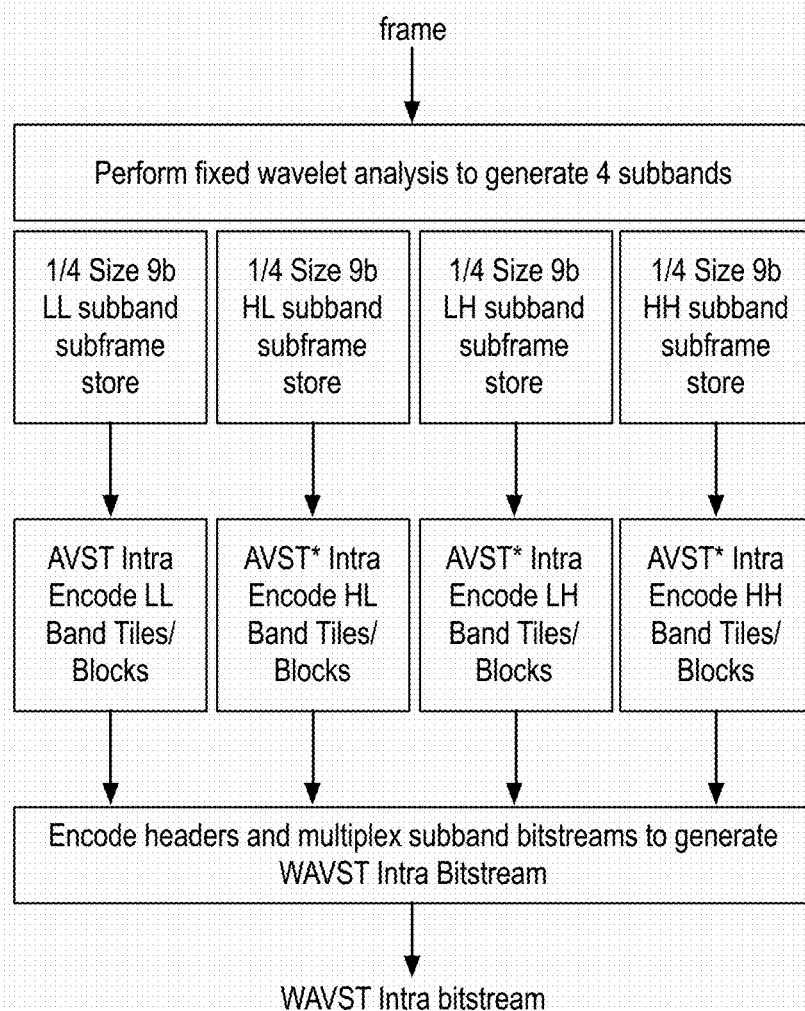 frame
Perform fixed wavelet analysis to generate 4 subbands
1/4 Size 9b
LL subband
subframe
store
1/4 Size 9b
HL subband
subframe
store
1/4 Size 9b
LH subband
subframe
store
1/4 Size 9b
HH subband
subframe
store
AVST Intra
Encode LL
Band Tiles/
Blocks
AVST* Intra
Encode HL
Band Tiles/
Blocks
AVST* Intra
Encode LH
Band Tiles/
Blocks
AVST* Intra
Encode HH
Band Tiles/
Blocks
Encode headers and multiplex subband bitstreams to generate
WAVST Intra Bitstream
WAVST Intra bitstream